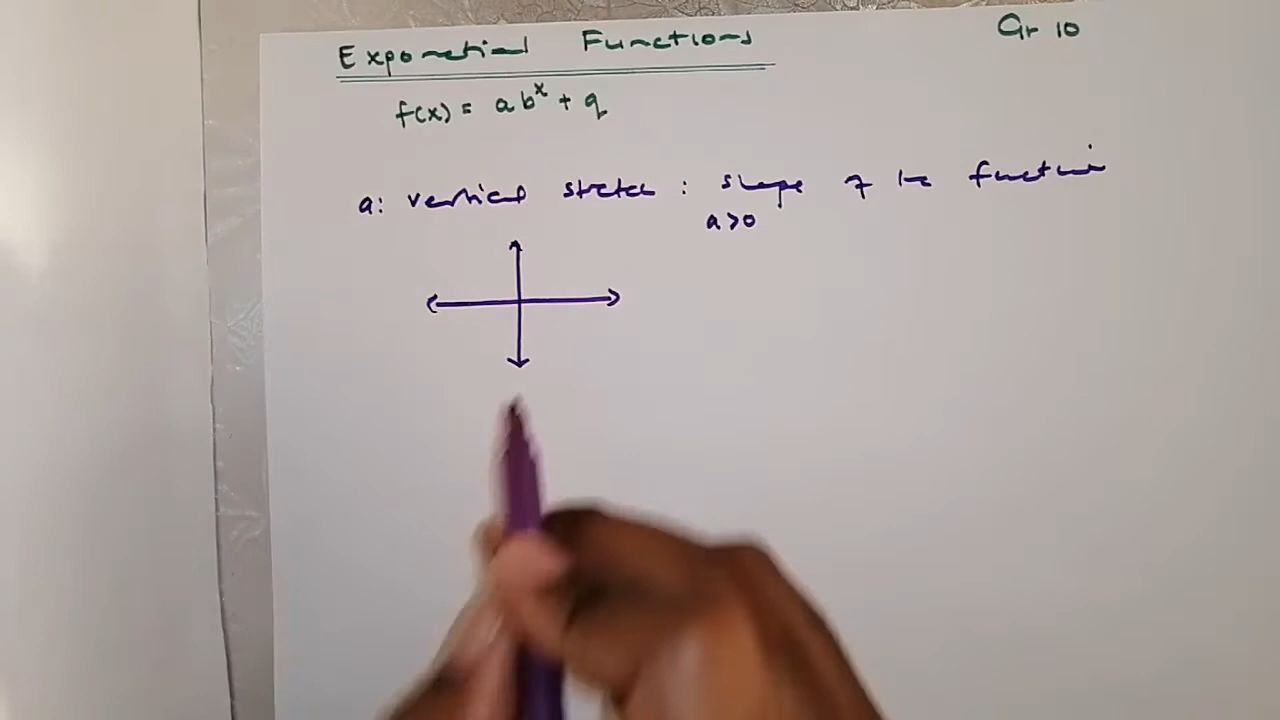 Exponential Functions
Gr 10
f(x) = ab^x + q
a: vertical stretch : shape of the function
a>0